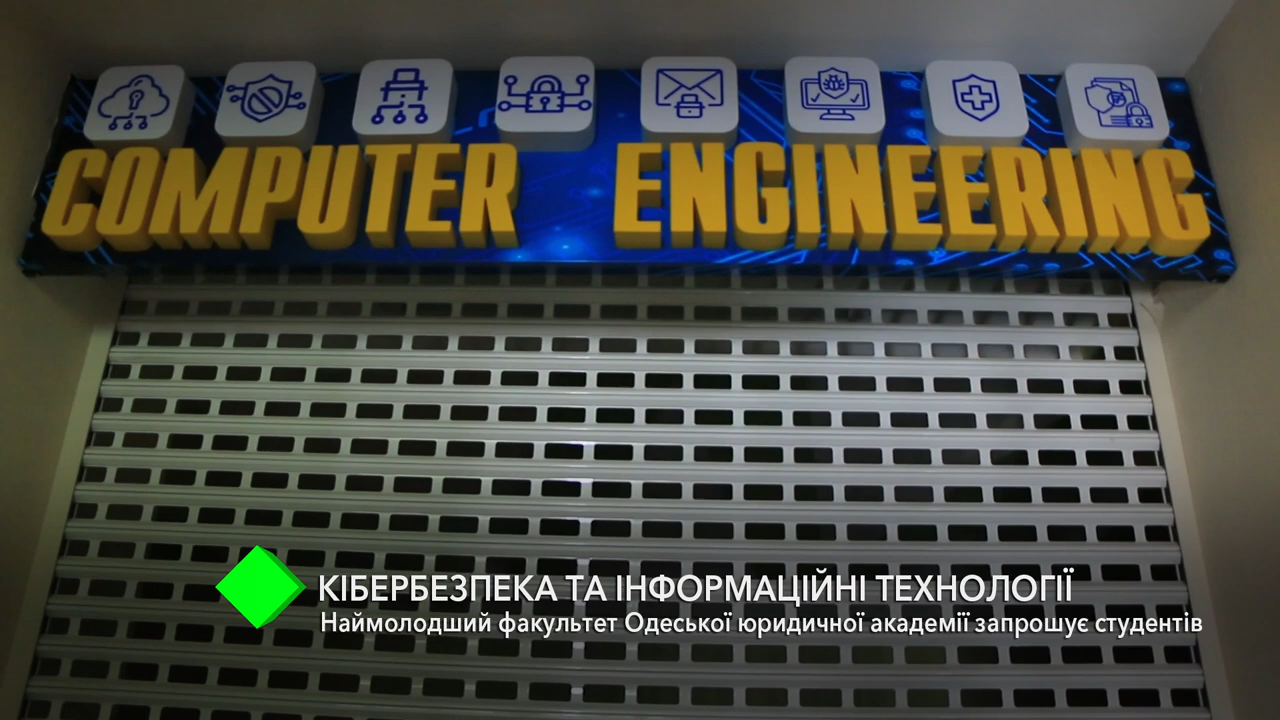 COMPUTER ENGINEERING
КІБЕРБЕЗПЕКА ТА ІНФОРМАЦІЙНІ ТЕХНОЛОГІЇ
Наймолодший факультет Одеської юридичної академії запрошує студентів